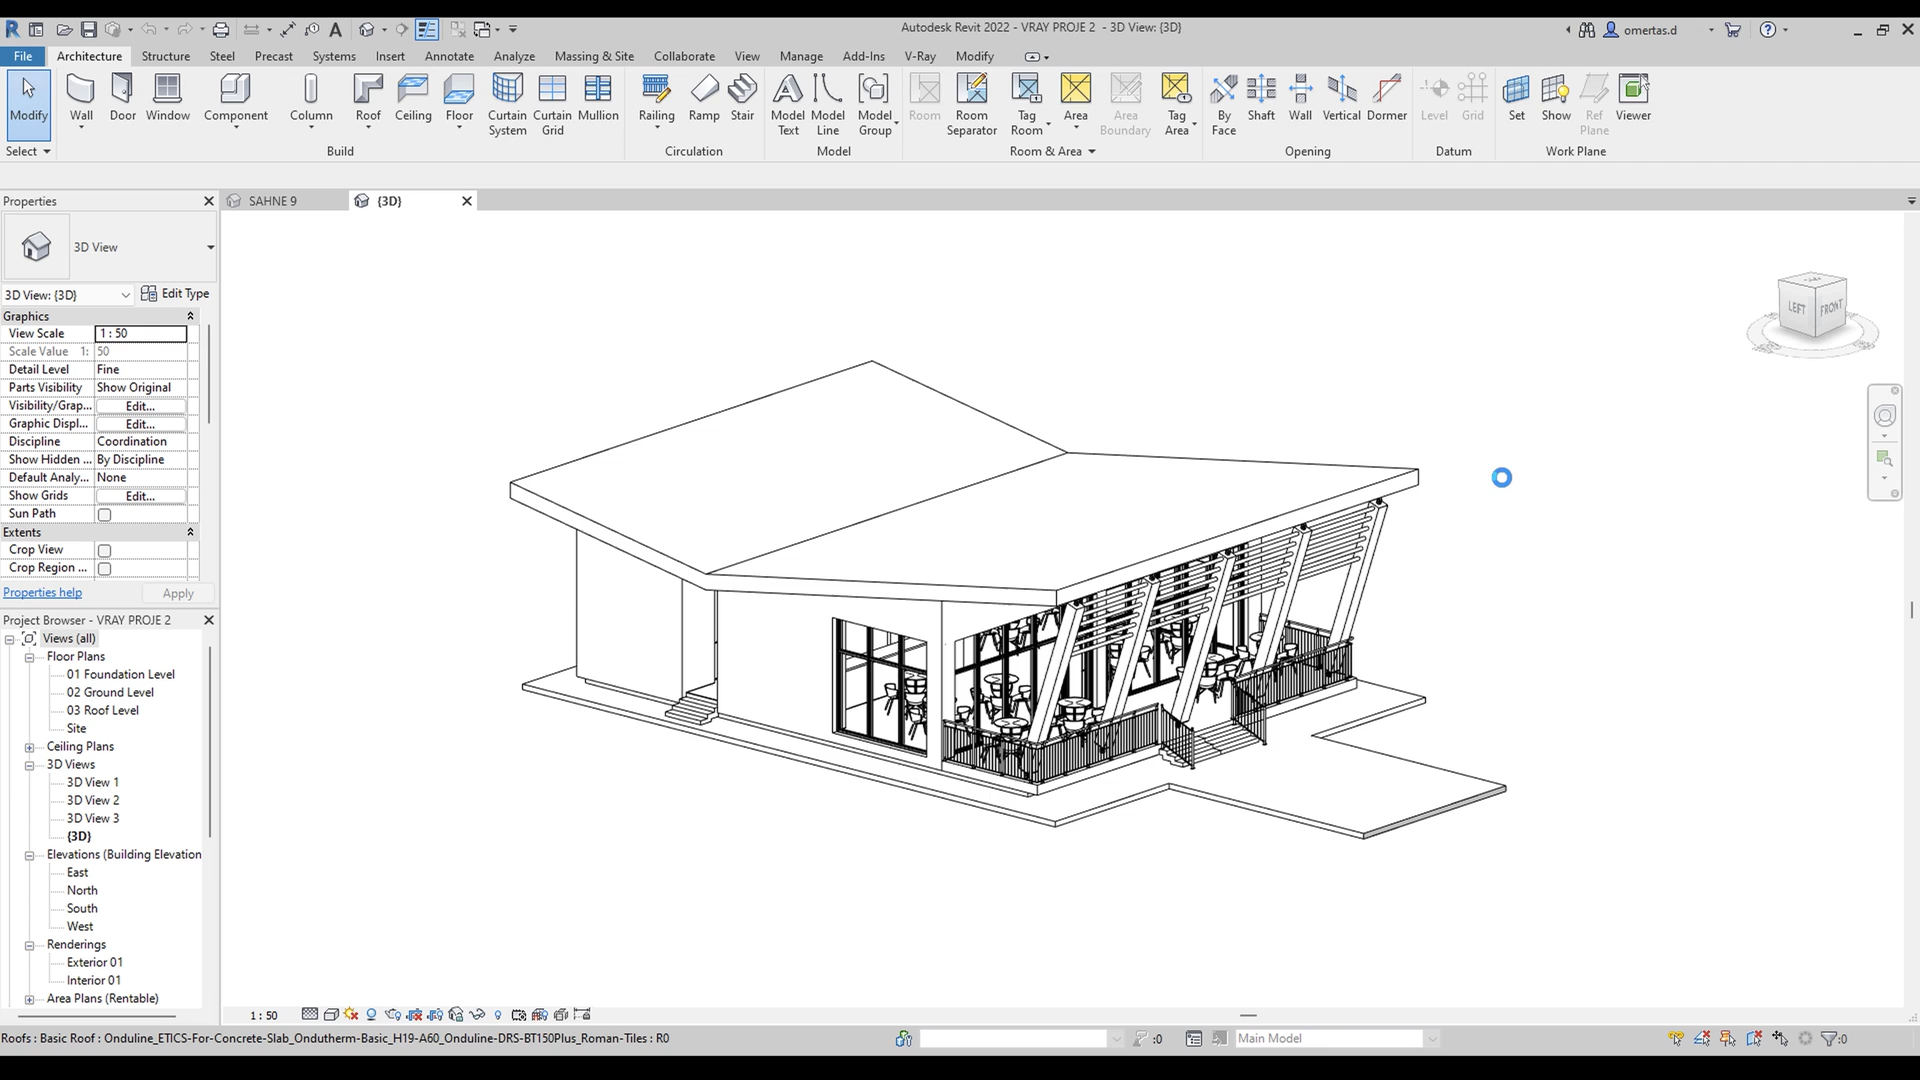 Autodesk Revit 2022 - VRAY PROJE 2 - 3D View: {3D}
omertas.d
File Architecture Structure Steel Precast Systems Insert Annotate Analyze Massing & Site Collaborate View Manage Add-Ins V-Ray Modify
Modify Wall Door Window Component Column Roof Ceiling Floor Curtain System Curtain Grid Mullion Railing Ramp Stair Model Text Model Line Model Group Room Room Separator Tag Room Area Area Boundary Tag Area By Face Shaft Wall Vertical Dormer Level Grid Set Show Ref Plane Viewer
Select Build Circulation Model Room & Area Opening Datum Work Plane
Properties
SAHNE 9
{3D}
3D View
3D View: {3D} Edit Type
Graphics
View Scale 1 : 50
Scale Value 1: 50
Detail Level Fine
Parts Visibility Show Original
Visibility/Grap... Edit...
Graphic Displ... Edit...
Discipline Coordination
Show Hidden ... By Discipline
Default Analy... None
Show Grids Edit...
Sun Path
Extents
Crop View
Crop Region ...
Properties help Apply
Project Browser - VRAY PROJE 2
Views (all)
Floor Plans
01 Foundation Level
02 Ground Level
03 Roof Level
Site
Ceiling Plans
3D Views
3D View 1
3D View 2
3D View 3
{3D}
Elevations (Building Elevation
East
North
South
West
Renderings
Exterior 01
Interior 01
Area Plans (Rentable)
LEFT FRONT
1 : 50
Roofs : Basic Roof : Onduline_ETICS-For-Concrete-Slab_Ondutherm-Basic_H19-A60_Onduline-DRS-BT150Plus_Roman-Tiles : R0
:0
Main Model
:0